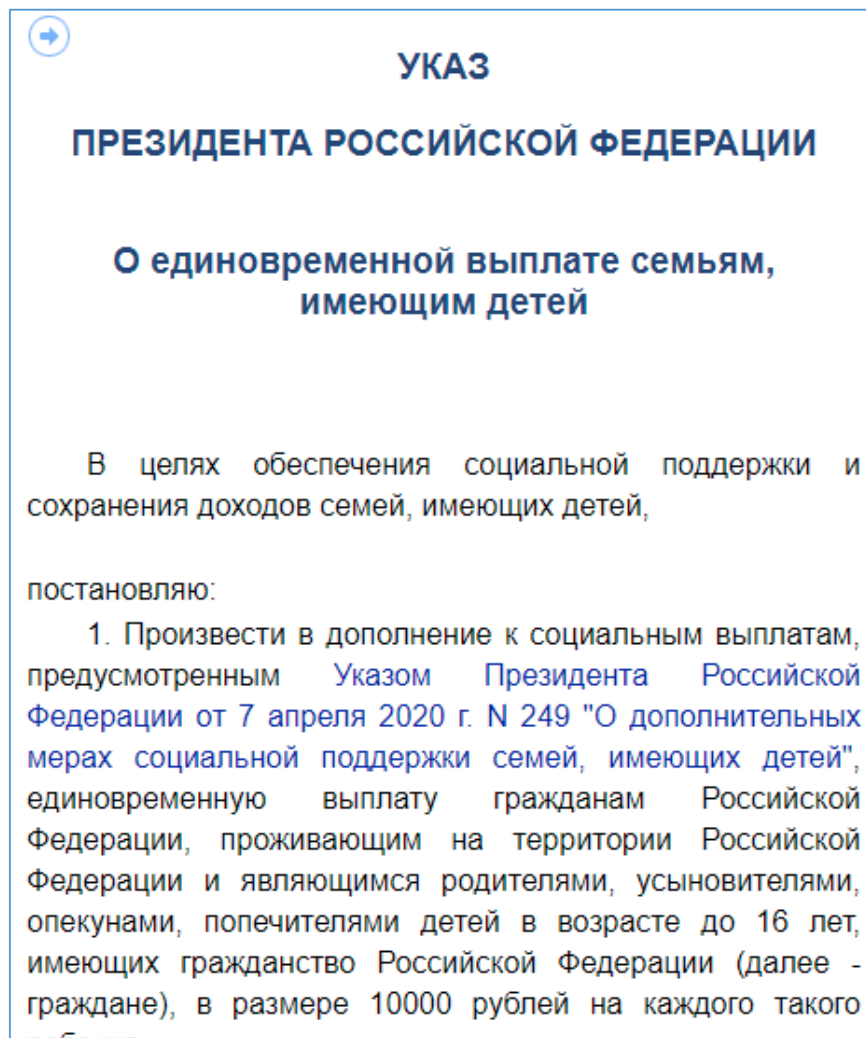 УКАЗ
ПРЕЗИДЕНТА РОССИЙСКОЙ ФЕДЕРАЦИИ
О единовременной выплате семьям,
имеющим детей
В целях обеспечения социальной поддержки и
сохранения доходов семей, имеющих детей,
постановляю:
1. Произвести в дополнение к социальным выплатам,
предусмотренным Указом Президента Российской
Федерации от 7 апреля 2020 г. N 249 "О дополнительных
мерах социальной поддержки семей, имеющих детей",
единовременную выплату гражданам Российской
Федерации, проживающим на территории Российской
Федерации и являющимся родителями, усыновителями,
опекунами, попечителями детей в возрасте до 16 лет,
имеющих гражданство Российской Федерации (далее -
граждане), в размере 10000 рублей на каждого такого